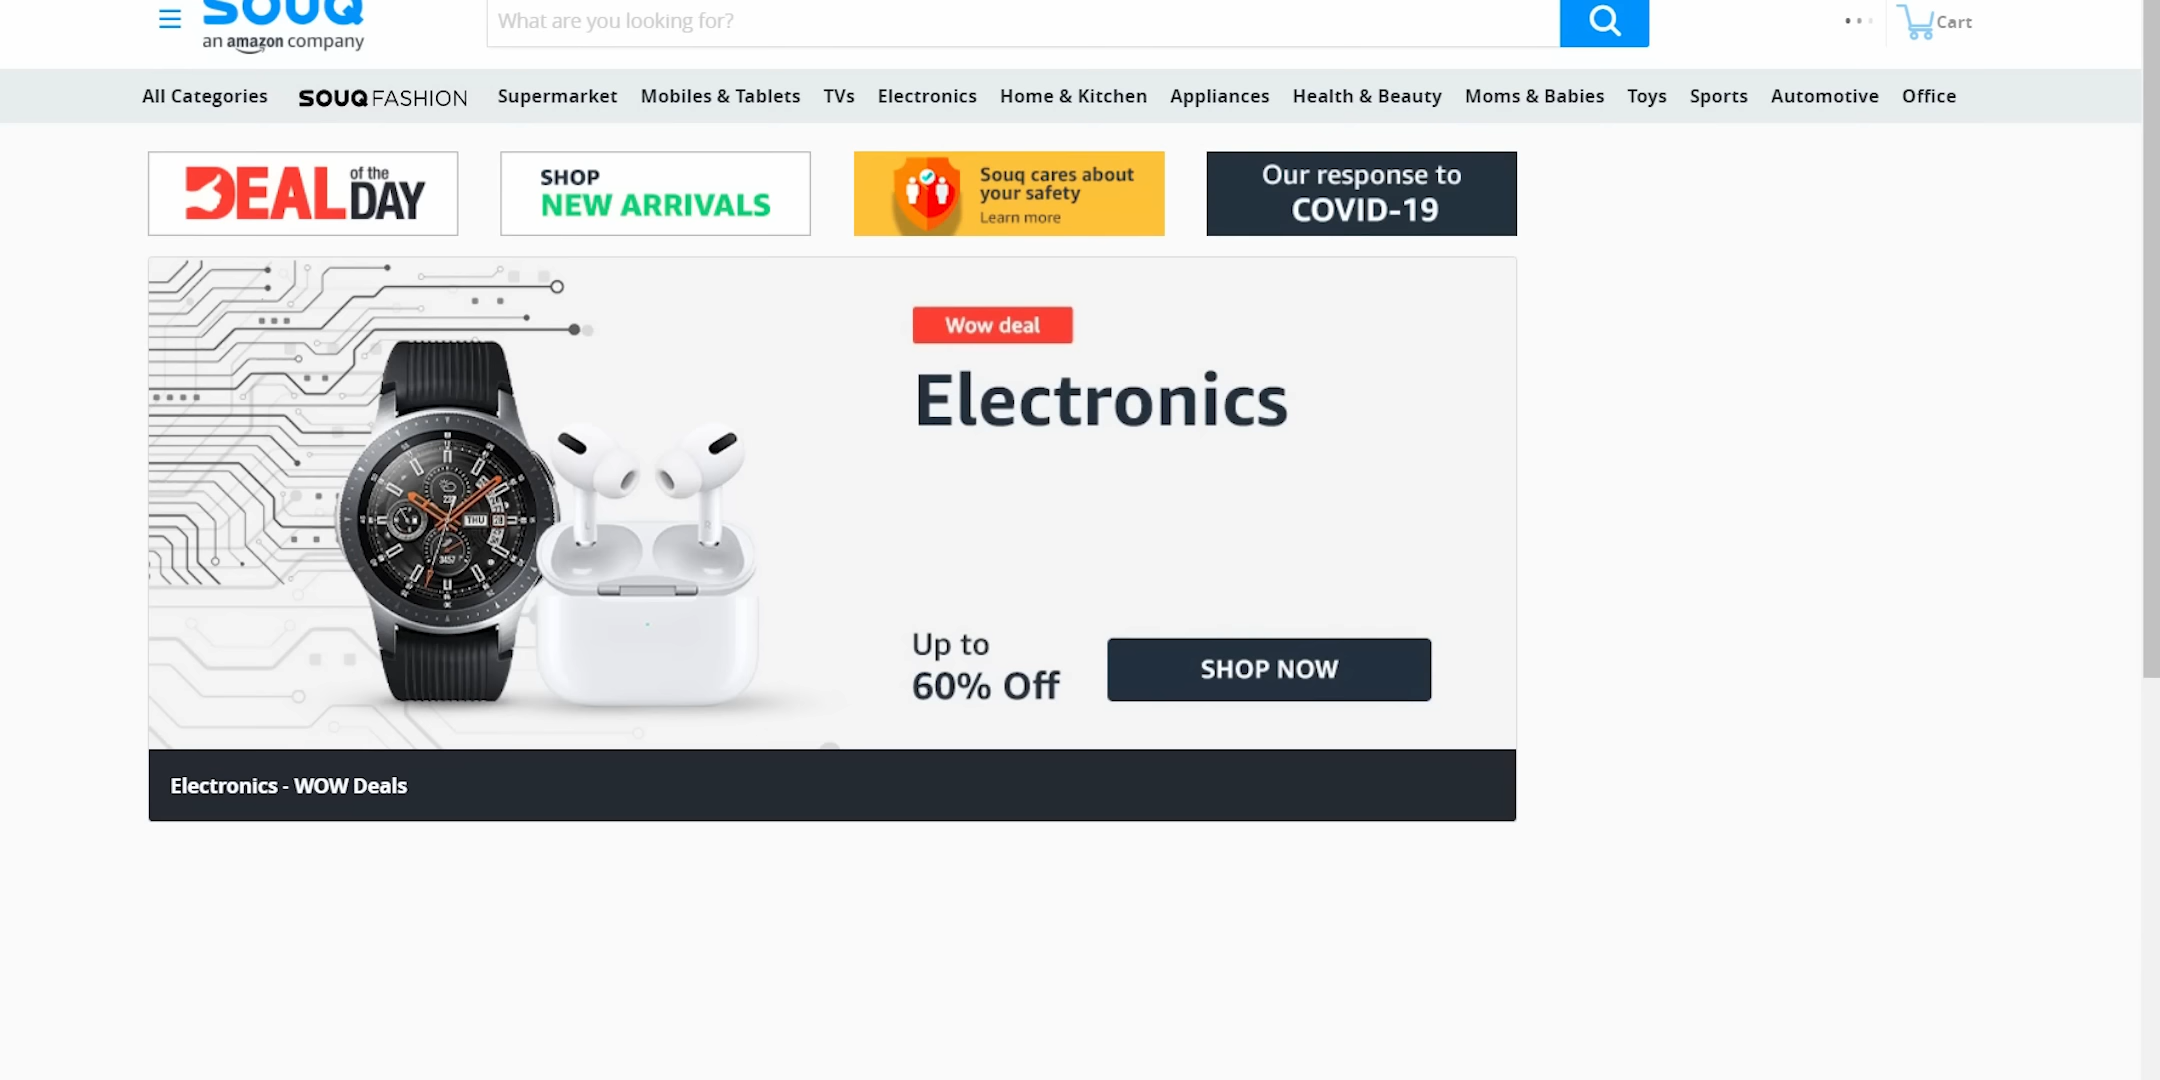 SOUQ
an amazon company
What are you looking for?
Cart
All Categories
SOUQ FASHION
Supermarket
Mobiles & Tablets
TVs
Electronics
Home & Kitchen
Appliances
Health & Beauty
Moms & Babies
Toys
Sports
Automotive
Office
DEAL of the DAY
SHOP
NEW ARRIVALS
Souq cares about
your safety
Learn more
Our response to
COVID-19
Wow deal
Electronics
THU 28
Up to
60% Off
SHOP NOW
Electronics - WOW Deals